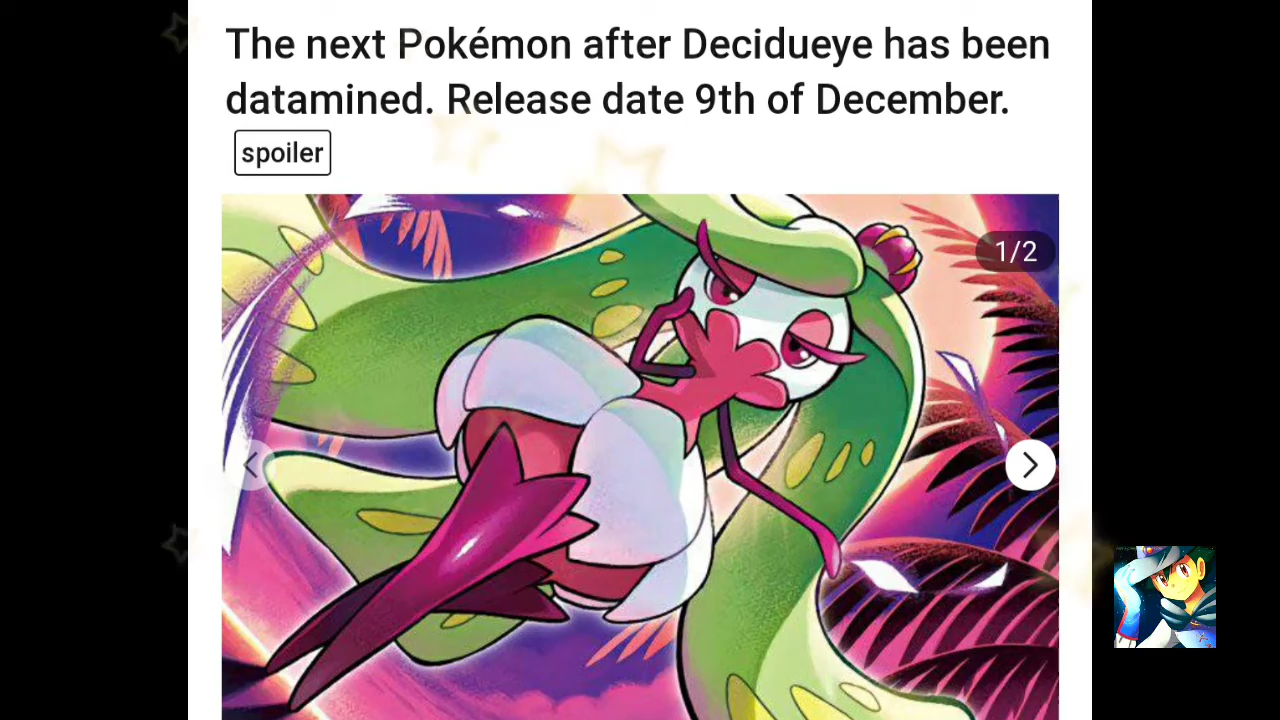 The next Pokémon after Decidueye has been
datamined. Release date 9th of December.
spoiler
1/2